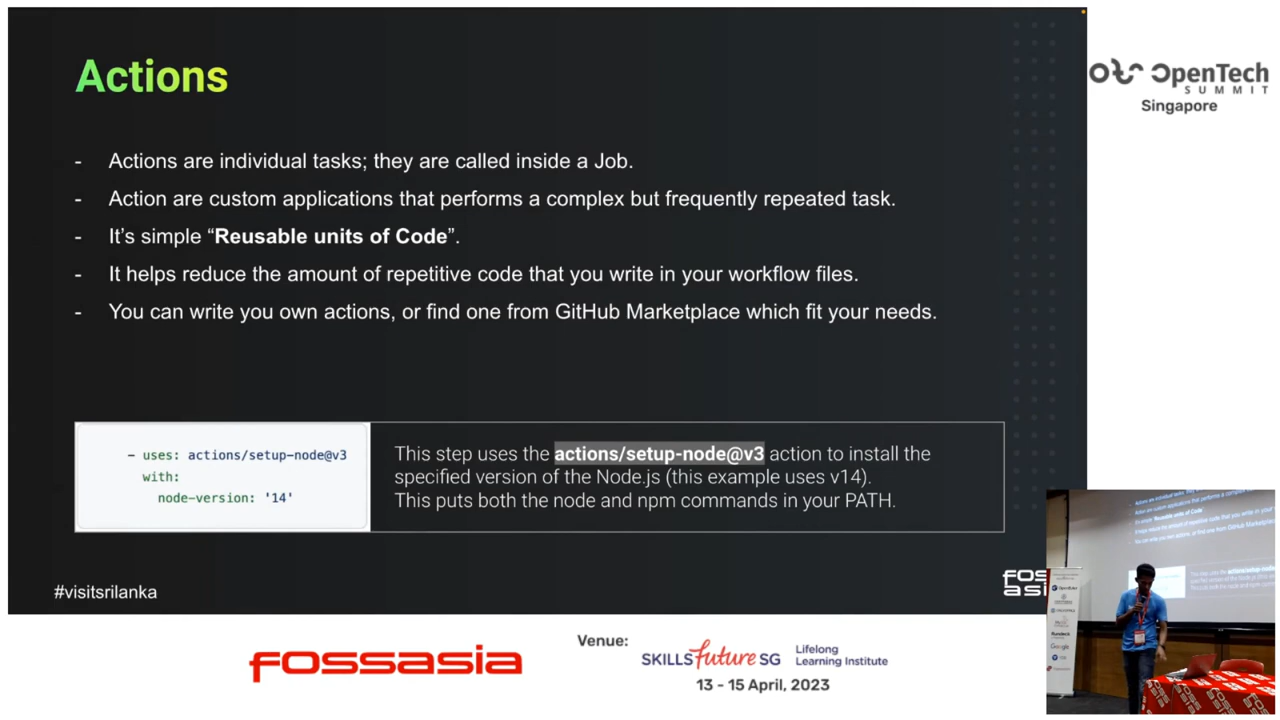 Actions
- Actions are individual tasks; they are called inside a Job.
- Action are custom applications that performs a complex but frequently repeated task.
- It's simple “Reusable units of Code”.
- It helps reduce the amount of repetitive code that you write in your workflow files.
- You can write you own actions, or find one from GitHub Marketplace which fit your needs.
- uses: actions/setup-node@v3
with:
node-version: '14'
This step uses the actions/setup-node@v3 action to install the
specified version of the Node.js (this example uses v14).
This puts both the node and npm commands in your PATH.
#visitsrilanka
OpenTech
SUMMIT
Singapore
fossasia
Venue:
SKILLSfuture SG
Lifelong
Learning Institute
13 - 15 April, 2023
Google